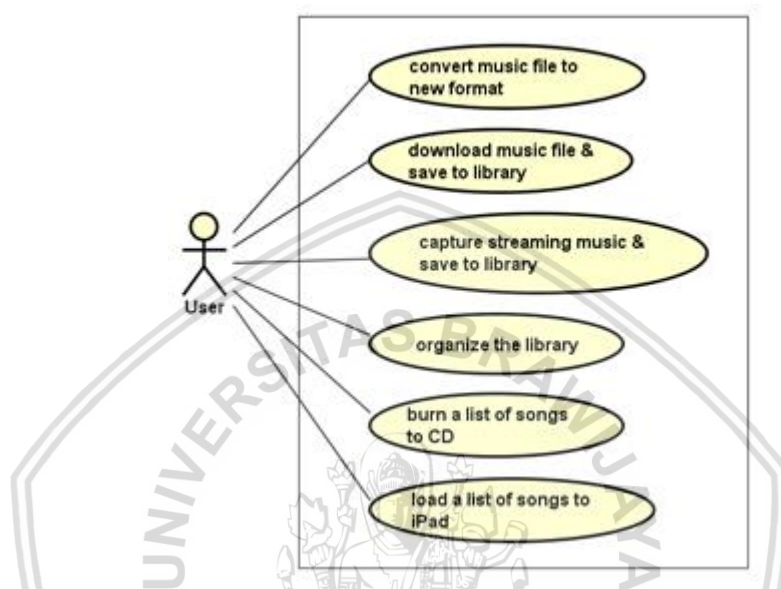 convert music file to
new format
download music file &
save to library
capture streaming music &
save to library
User
organize the library
burn a list of songs
to CD
load a list of songs to
iPad
UNIVERSITAS BRAWIJAYA